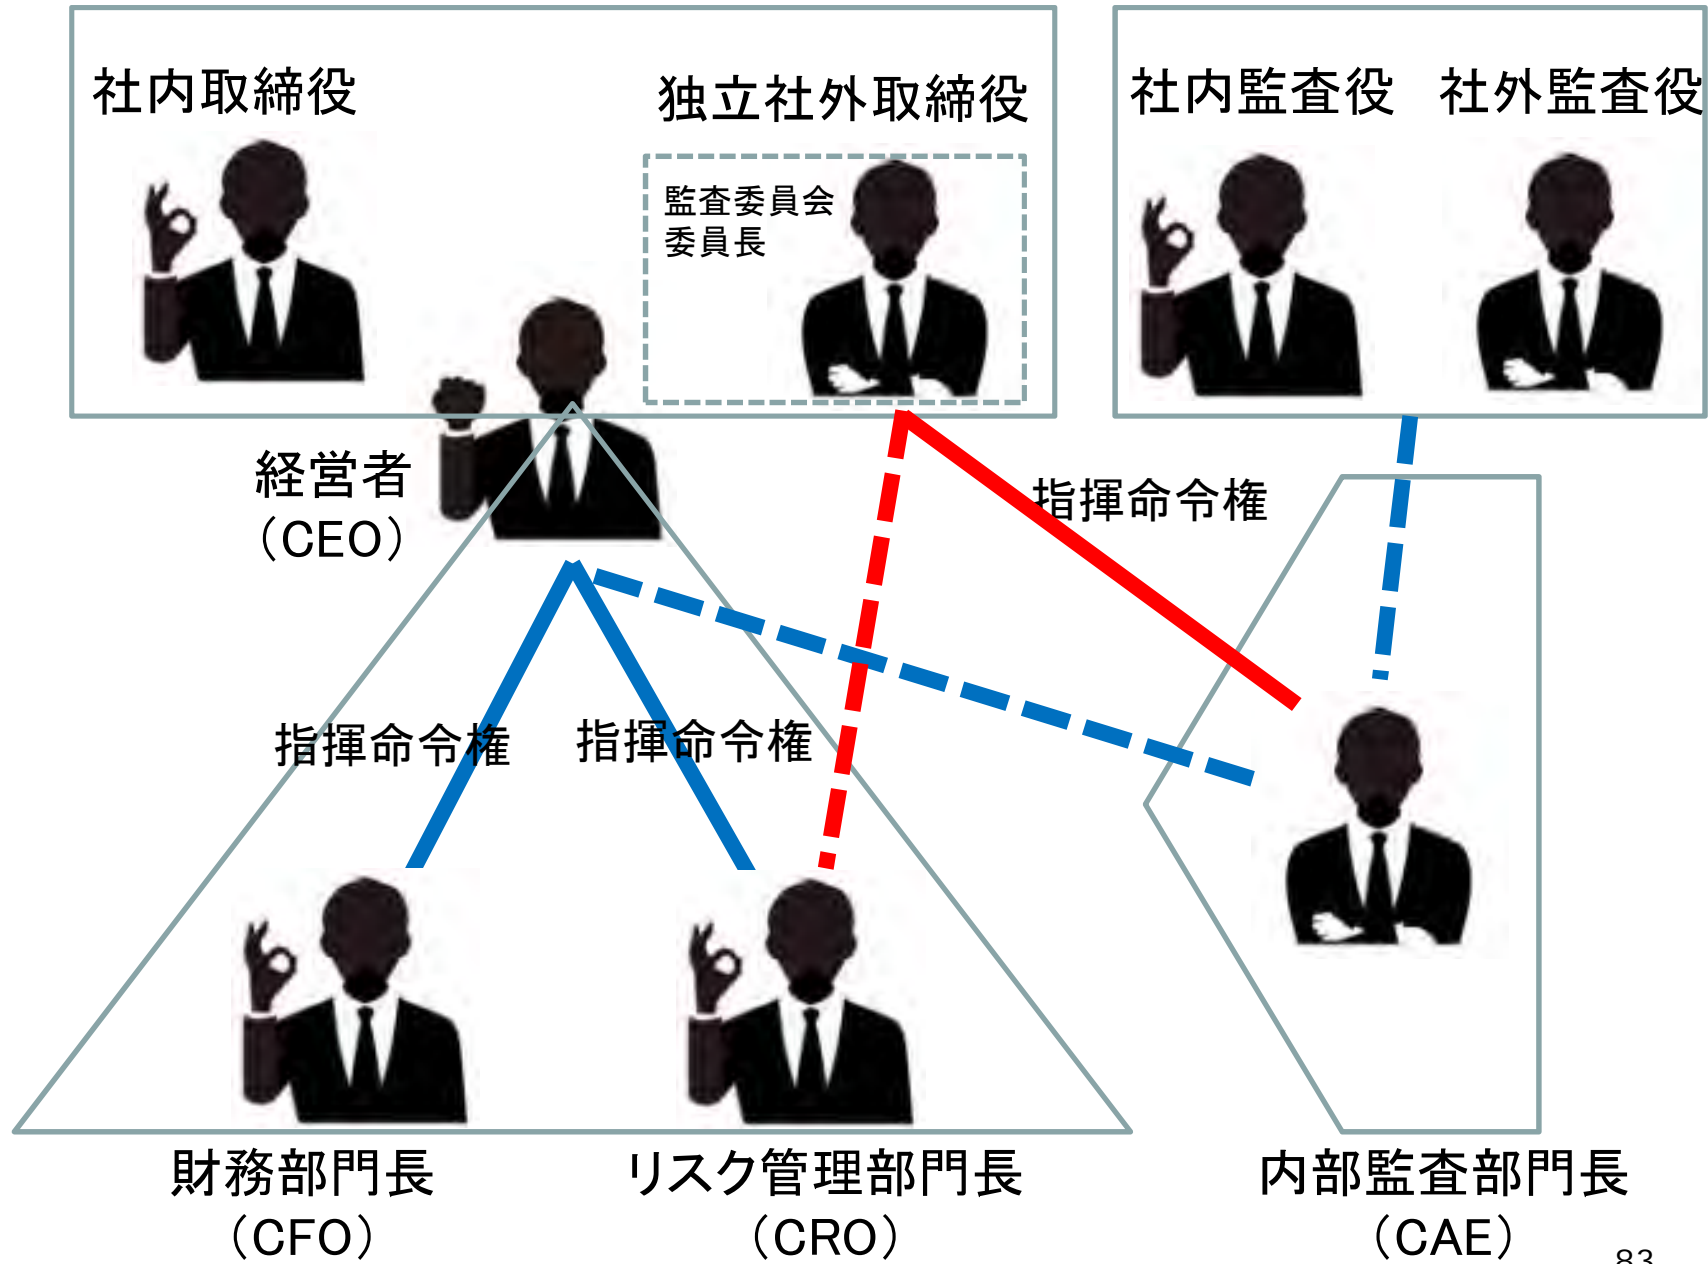 社内取締役
独立社外取締役
社内監査役
社外監査役
監査委員会
委員長
経営者
（CEO）
指揮命令権
指揮命令権
指揮命令権
財務部門長
（CFO）
リスク管理部門長
（CRO）
内部監査部門長
（CAE）
83